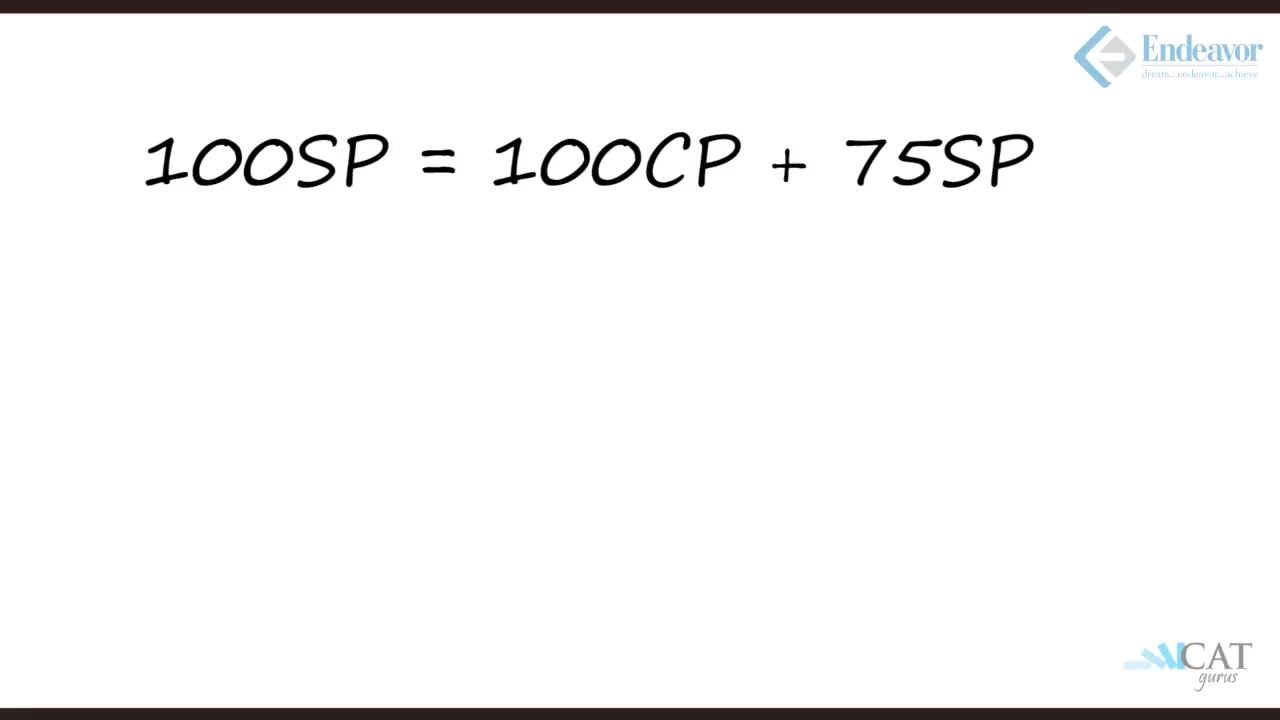 Endeavor
dream...endeavor...achieve
100SP = 100CP + 75SP
CAT
gurus